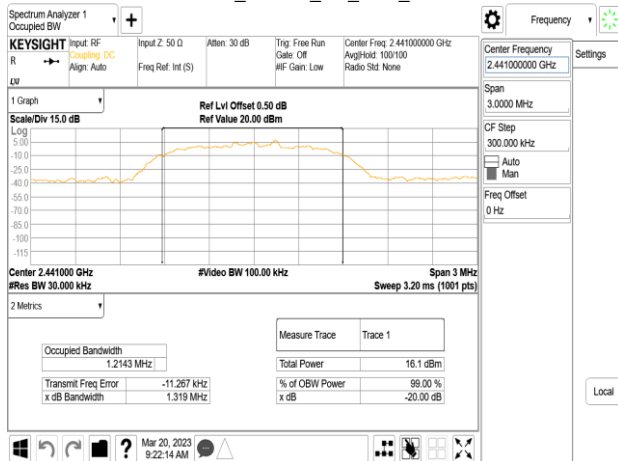 Spectrum Analyzer 1
Occupied BW
Frequency
KEYSIGHT
Input: RF
Coupling: DC
Align: Auto
Input Z: 50 Ω
Freq Ref: Int (S)
Atten: 30 dB
Trig: Free Run
Gate: Off
#IF Gain: Low
Center Freq: 2.441000000 GHz
Avg|Hold: 100/100
Radio Std: None
R
LXI
Center Frequency
2.441000000 GHz
Settings
Span
3.0000 MHz
CF Step
300.000 kHz
Auto
Man
Freq Offset
0 Hz
Local
1 Graph
Scale/Div 15.0 dB
Ref Lvl Offset 0.50 dB
Ref Value 20.00 dBm
Log
5.00
-10.0
-25.0
-40.0
-55.0
-70.0
-85.0
-100
-115
Center 2.441000 GHz
#Video BW 100.00 kHz
Span 3 MHz
#Res BW 30.000 kHz
Sweep 3.20 ms (1001 pts)
2 Metrics
Measure Trace Trace 1
Occupied Bandwidth
1.2143 MHz
Total Power 16.1 dBm
Transmit Freq Error -11.267 kHz
% of OBW Power 99.00 %
x dB Bandwidth 1.319 MHz
x dB -20.00 dB
?
Mar 20, 2023
9:22:14 AM